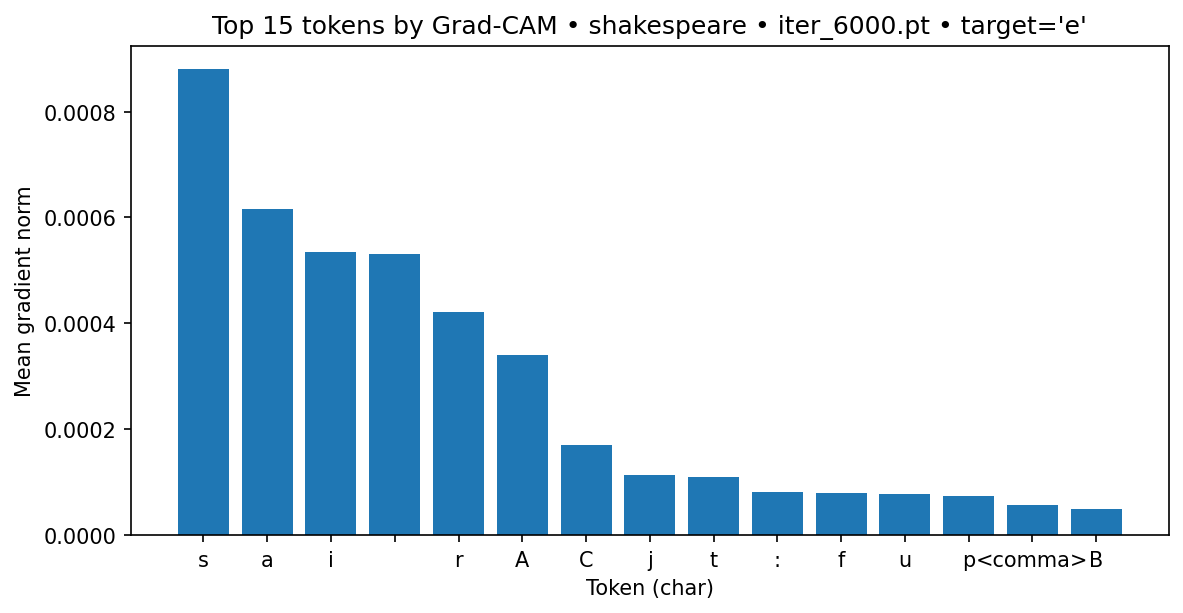 Top 15 tokens by Grad-CAM • shakespeare • iter_6000.pt • target='e'
Mean gradient norm
0.0008
0.0006
0.0004
0.0002
0.0000
s a i r A C j t : f u p<comma>B
Token (char)